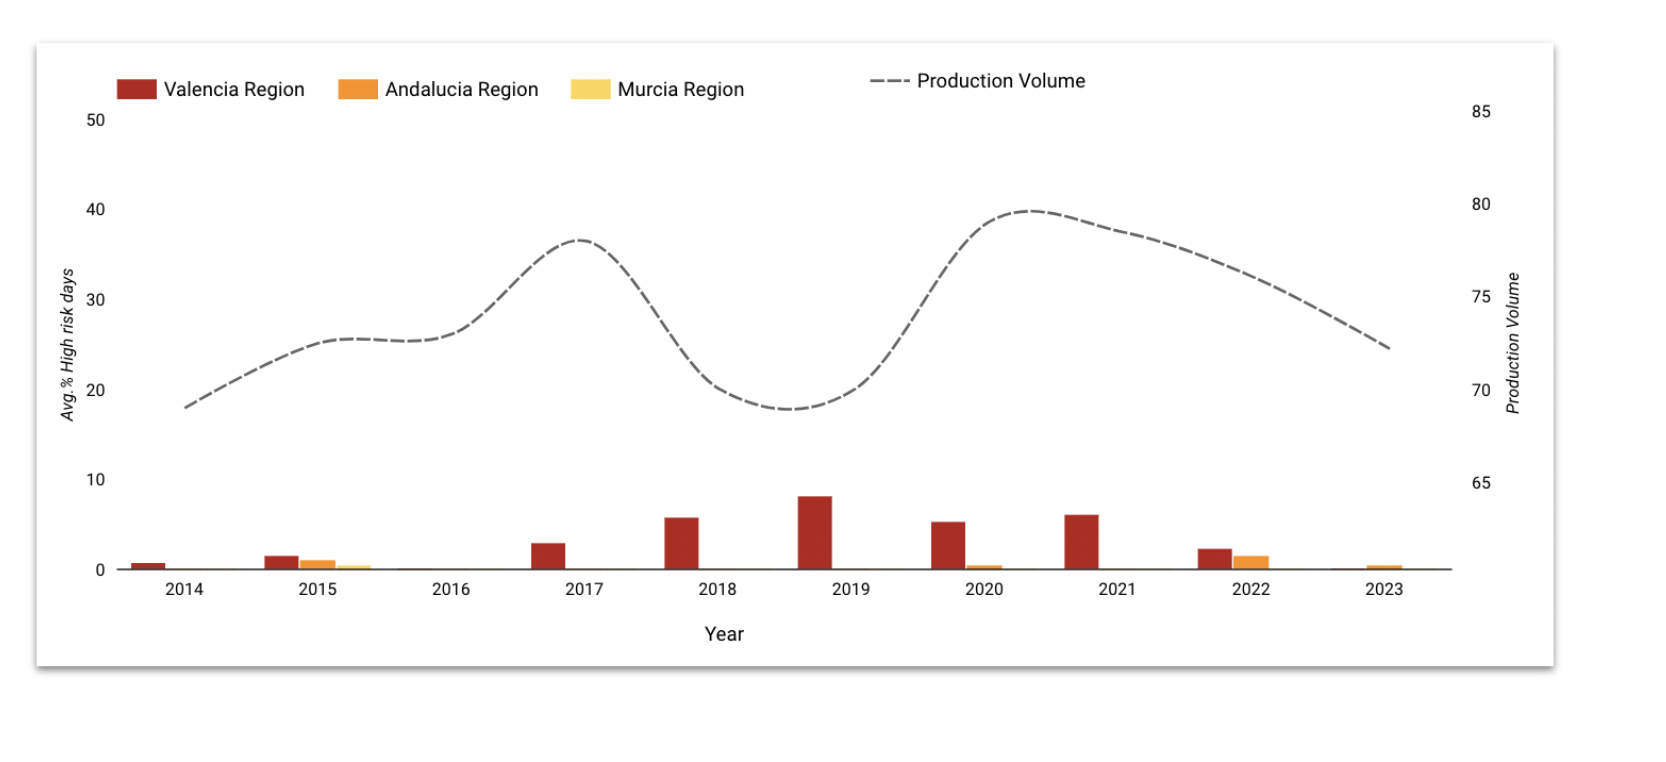 Valencia Region Andalucia Region Murcia Region Production Volume
50 85
40 80
30 75
20 70
10 65
0
Avg.% High risk days
Production Volume
2014 2015 2016 2017 2018 2019 2020 2021 2022 2023
Year